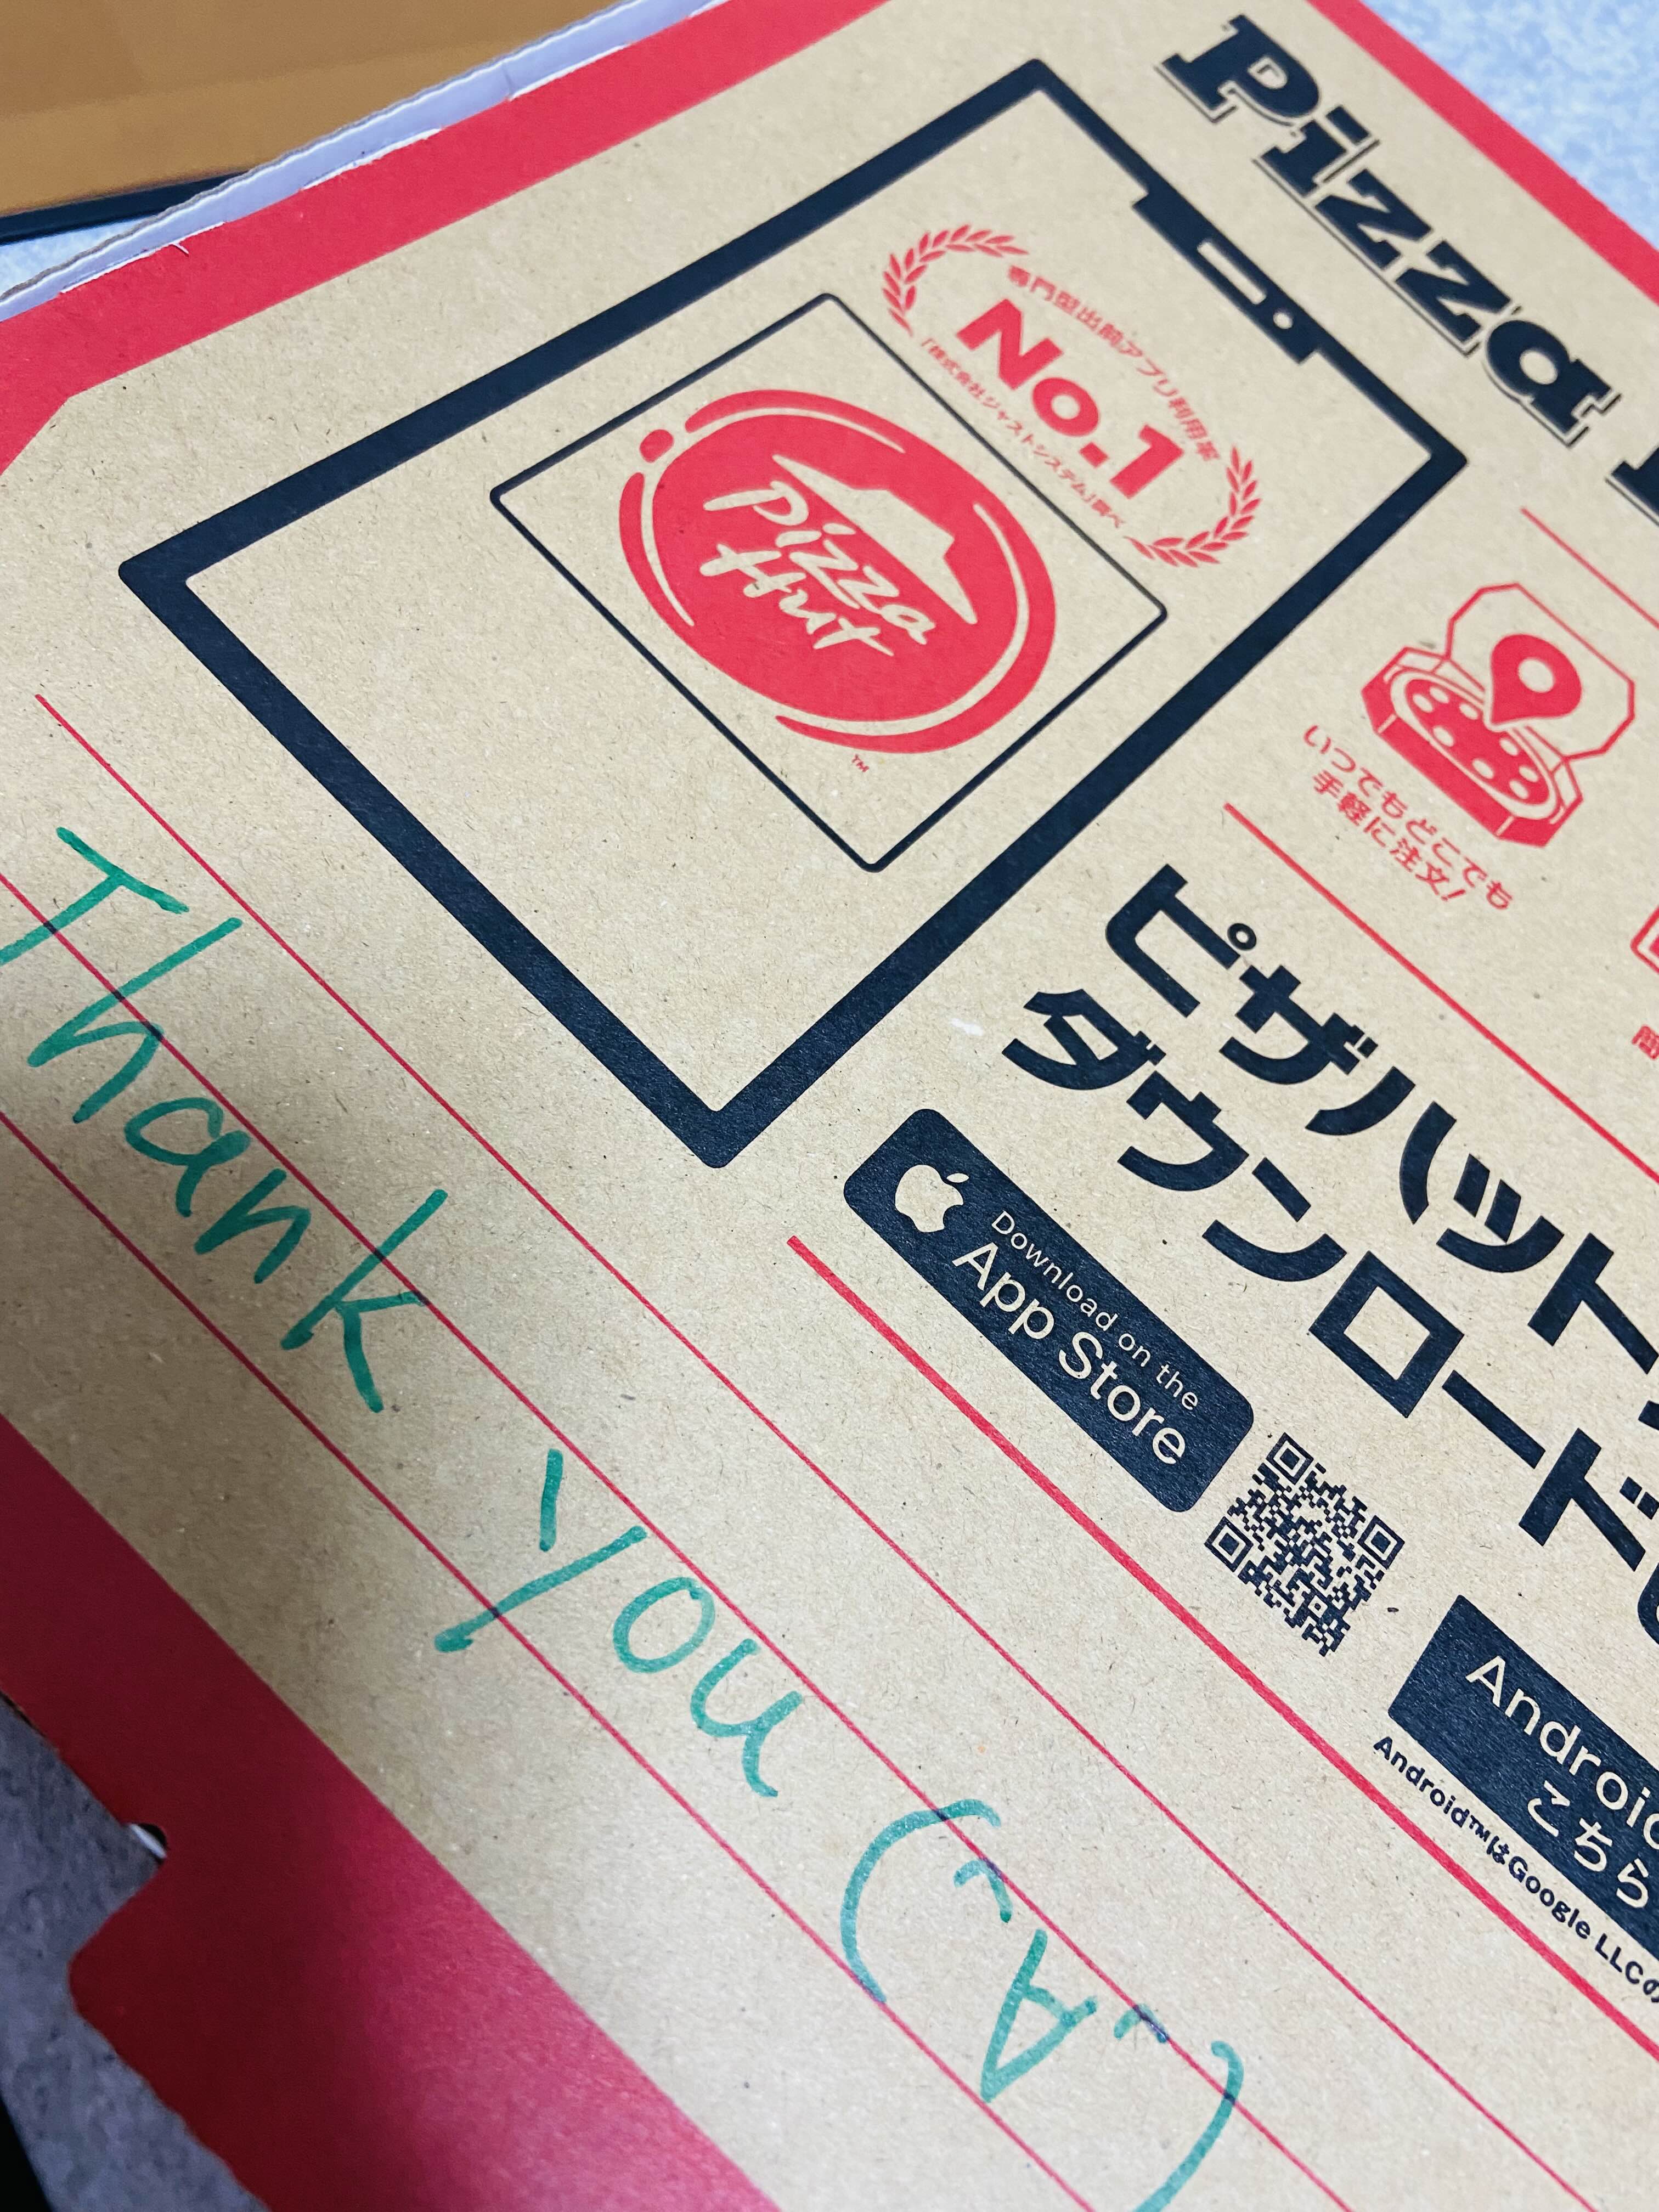 Pizza
専門型出前アプリ利用率
No.1
「株式会社ジャストシステム」調べ
Pizza
Hut
™
いつでもどこでも
手軽に注文!
ピザハット
ダウンロード
Download on the
App Store
Android
こちら
Android™はGoogle LLCの
Thank you (^A^)